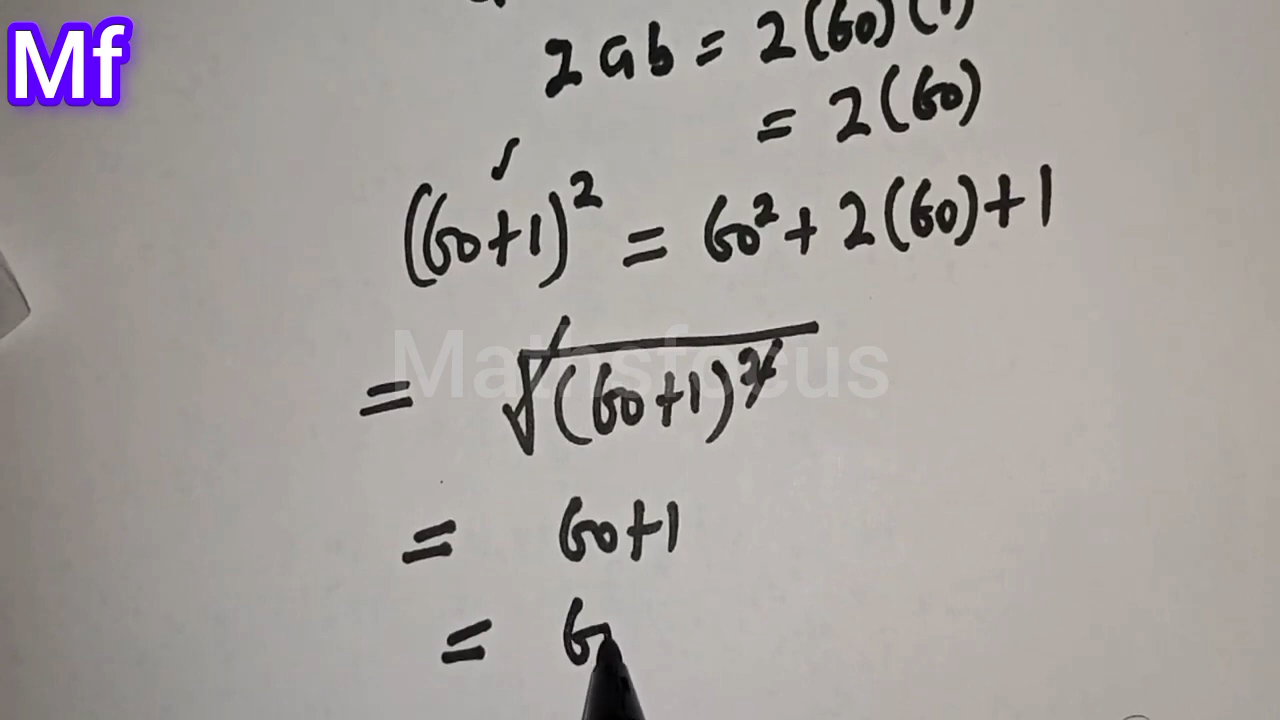 Mf
2ab = 2(60)(1)
= 2(60)
(60+1)² = 60² + 2(60) + 1
Mathsfocus
= √(60+1)²
= 60+1
= 6